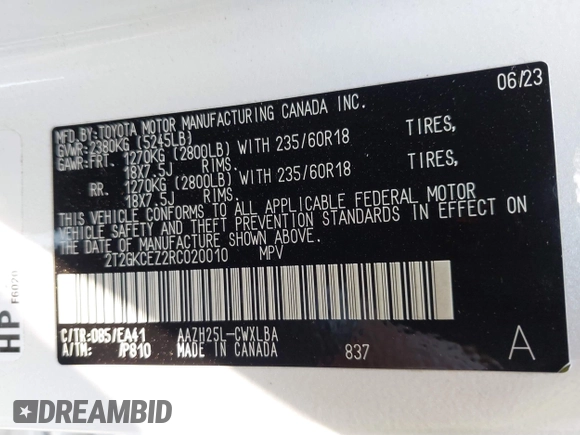 06/23
MFD. BY:TOYOTA MOTOR MANUFACTURING CANADA INC.
GVWR:2380KG (5245LB)
GAWR:FRT. 1270KG (2800LB) WITH 235/60R18 TIRES,
18X7.5J RIMS.
RR. 1270KG (2800LB) WITH 235/60R18 TIRES,
18X7.5J RIMS.
THIS VEHICLE CONFORMS TO ALL APPLICABLE FEDERAL MOTOR
VEHICLE SAFETY AND THEFT PREVENTION STANDARDS IN EFFECT ON
THE DATE OF MANUFACTURE SHOWN ABOVE.
2T2GKCEZ2RC020010 MPV
C/TR:085/EA41 AAZH25L-CWXLBA
A/TM: /P810 MADE IN CANADA 837 A
HP F6020
DREAMBID